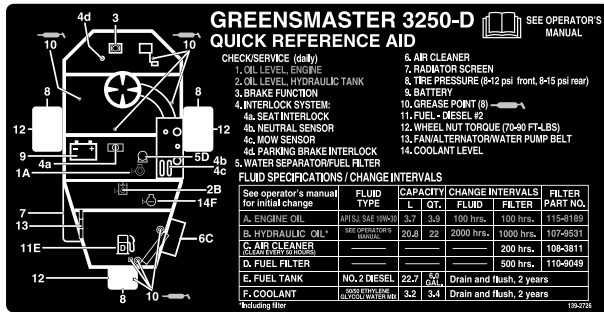 GREENSMASTER 3250-D
QUICK REFERENCE AID
SEE OPERATOR'S
MANUAL
CHECK/SERVICE (daily)
1. OIL LEVEL, ENGINE
2. OIL LEVEL, HYDRAULIC TANK
3. BRAKE FUNCTION
4. INTERLOCK SYSTEM:
4a. SEAT INTERLOCK
4b. NEUTRAL SENSOR
4c. MOW SENSOR
4d. PARKING BRAKE INTERLOCK
5. WATER SEPARATOR/FUEL FILTER
6. AIR CLEANER
7. RADIATOR SCREEN
8. TIRE PRESSURE (8-12 psi front, 8-15 psi rear)
9. BATTERY
10. GREASE POINT (8)
11. FUEL - DIESEL #2
12. WHEEL NUT TORQUE (70-90 FT-LBS)
13. FAN/ALTERNATOR/WATER PUMP BELT
14. COOLANT LEVEL
4d 3
10 10
8 8
12 12
9
4a 5D 4b
1A 4c
2B
14F
7
13
11E 6C
12
8 10
FLUID SPECIFICATIONS / CHANGE INTERVALS
See operator's manual for initial change | FLUID TYPE | CAPACITY L QT. | CHANGE INTERVALS FLUID FILTER | FILTER PART NO.
A. ENGINE OIL API SJ, SAE 10W-30 3.7 3.9 100 hrs. 100 hrs. 115-8189
B. HYDRAULIC OIL* SEE OPERATOR'S MANUAL 20.8 22 2000 hrs. 1000 hrs. 107-9531
C. AIR CLEANER (CLEAN EVERY 50 HOURS) 200 hrs. 108-3811
D. FUEL FILTER 500 hrs. 110-9049
E. FUEL TANK NO. 2 DIESEL 22.7 6.0 GAL. Drain and flush, 2 years
F. COOLANT 50/50 ETHYLENE GLYCOL/ WATER MIX 3.2 3.4 Drain and flush, 2 years
*Including filter 139-2726